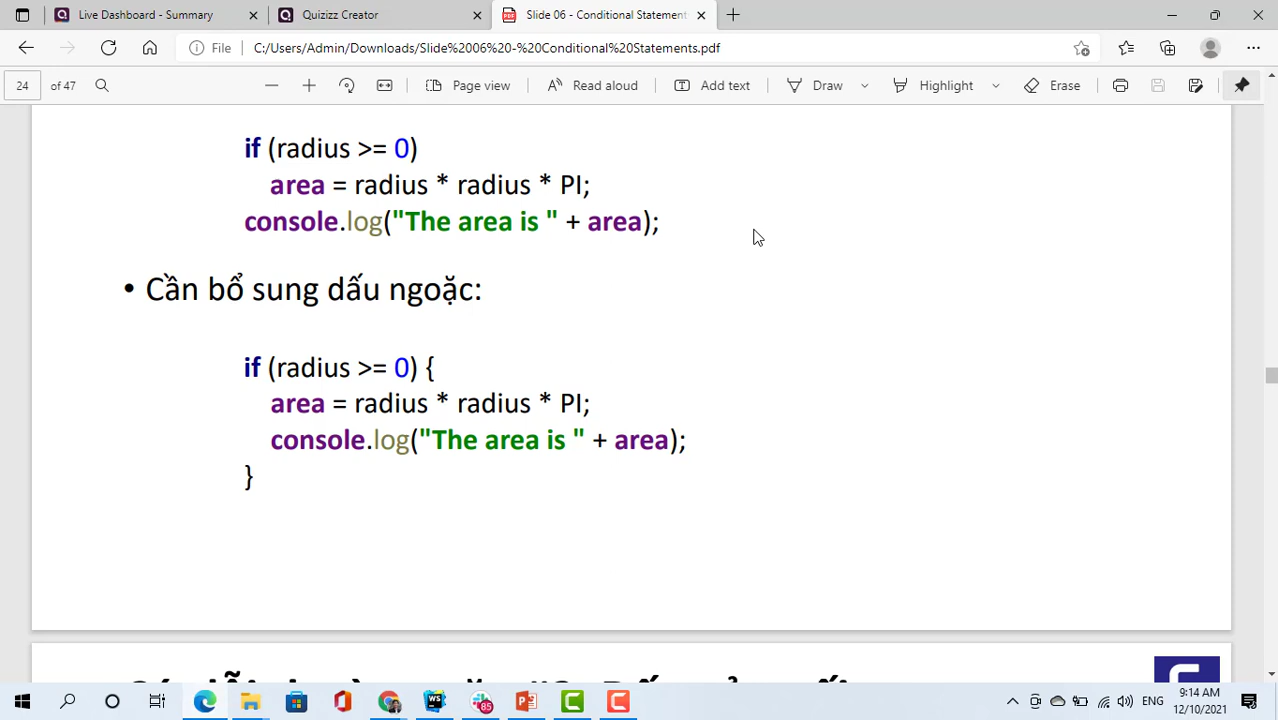 Live Dashboard - Summary
Quizizz Creator
Slide 06 - Conditional Statement
File
C:/Users/Admin/Downloads/Slide%2006%20-%20Conditional%20Statements.pdf
24 of 47
Page view
Read aloud
Add text
Draw
Highlight
Erase
if (radius >= 0)
area = radius * radius * PI;
console.log("The area is " + area);
• Cần bổ sung dấu ngoặc:
if (radius >= 0) {
area = radius * radius * PI;
console.log("The area is " + area);
}
85
ENG
9:14 AM
12/10/2021